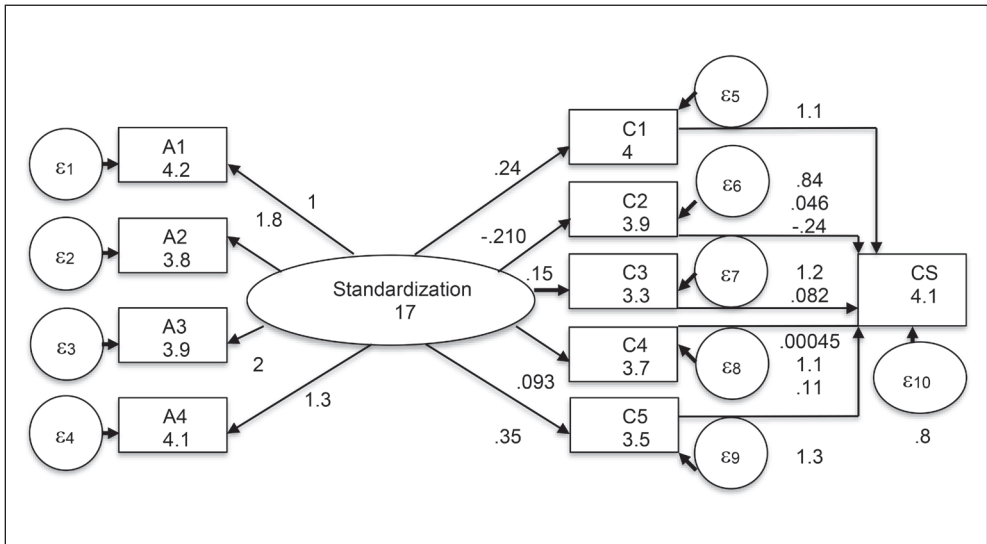 ε1
A1
4.2
ε2
A2
3.8
ε3
A3
3.9
ε4
A4
4.1
1
1.8
2
1.3
Standardization
17
.24
-.210
.15
.093
.35
C1
4
C2
3.9
C3
3.3
C4
3.7
C5
3.5
ε5
ε6
ε7
ε8
ε9
1.1
.84
.046
-.24
1.2
.082
.00045
1.1
.11
1.3
CS
4.1
ε10
.8